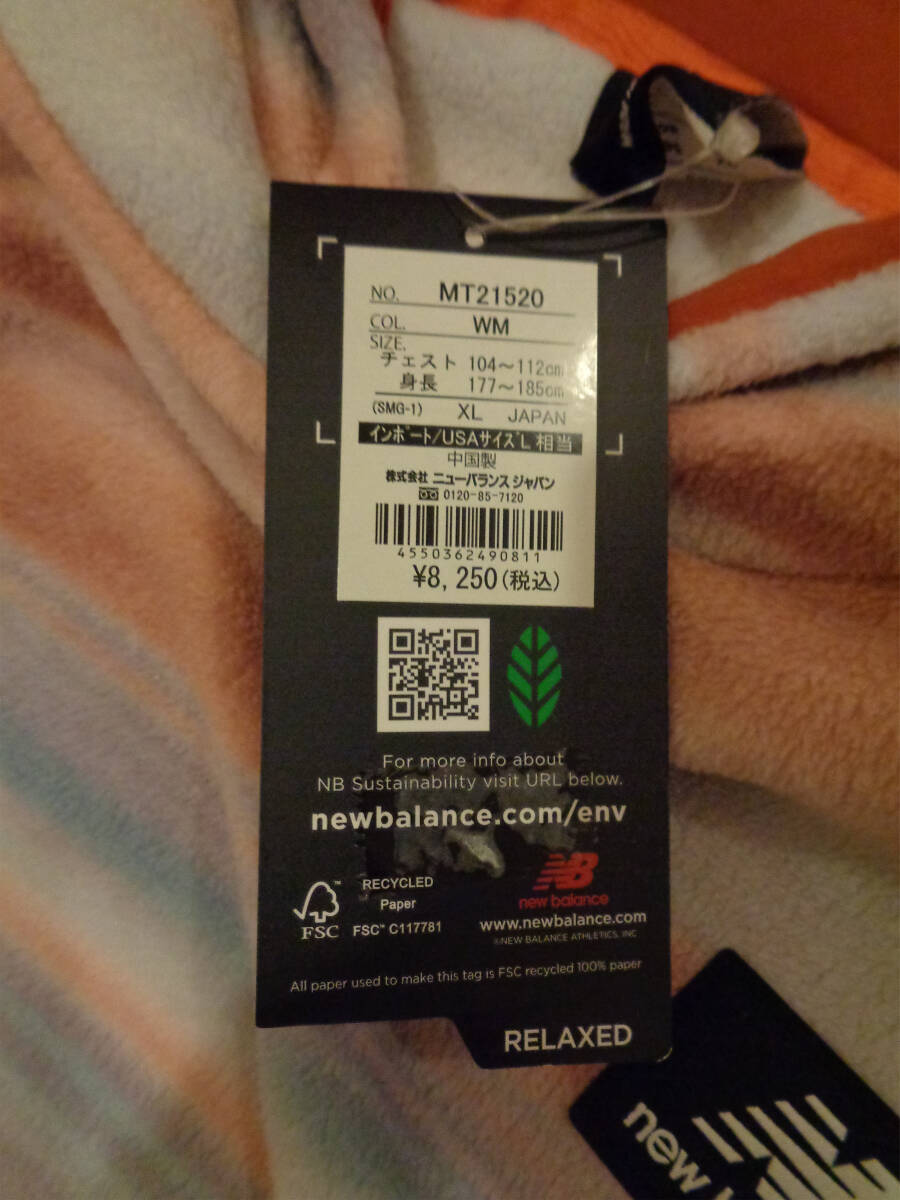 NO. MT21520
COL. WM
SIZE.
チェスト 104～112cm
身長 177～185cm
(SMG-1) XL JAPAN
インポート/USAサイズL 相当
中国製
株式会社 ニューバランス ジャパン
0120-85-7120
4550362490811
¥8,250(税込)
For more info about
NB Sustainability visit URL below.
newbalance.com/env
RECYCLED
Paper
FSC
FSC™ C117781
NB
new balance
www.newbalance.com
©NEW BALANCE ATHLETICS, INC
All paper used to make this tag is FSC recycled 100% paper
RELAXED
new